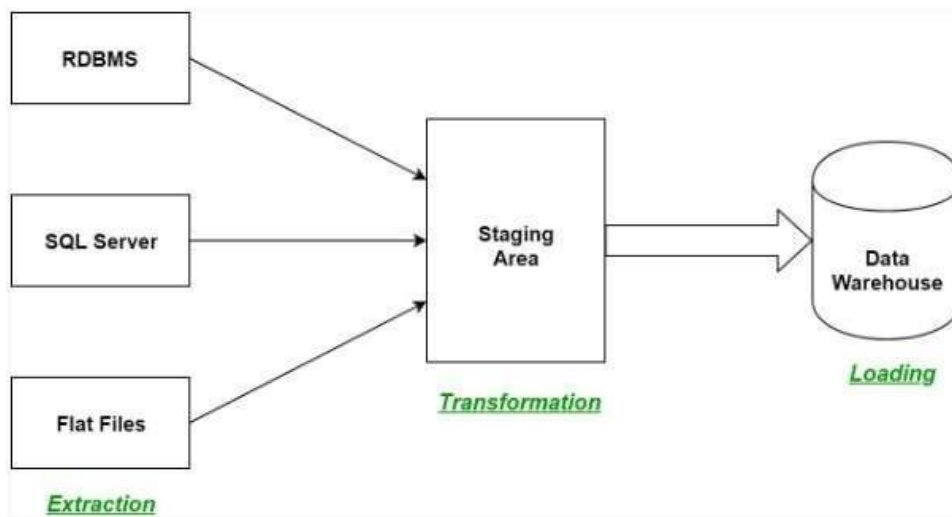 RDBMS
SQL Server
Flat Files
Extraction
Staging
Area
Transformation
Data
Warehouse
Loading